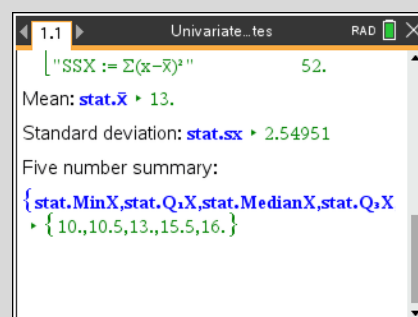 1.1 Univariate...tes RAD
"SSX := Σ(x-x̄)²" 52.
Mean: stat.x̄ ▸ 13.
Standard deviation: stat.sx ▸ 2.54951
Five number summary:
{stat.MinX,stat.Q₁X,stat.MedianX,stat.Q₃X
▸ {10.,10.5,13.,15.5,16.}